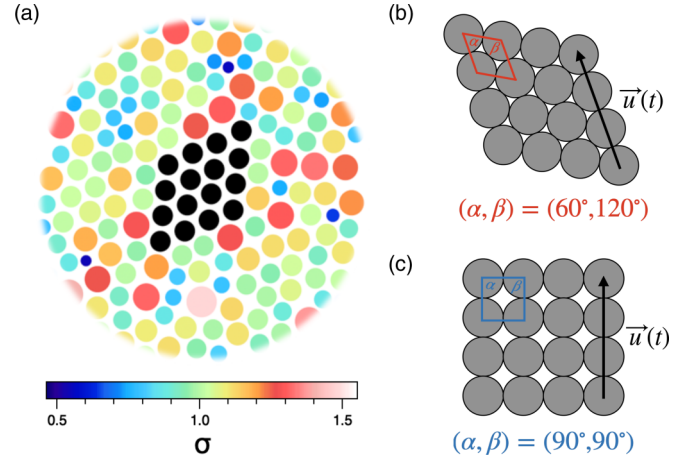 (a)
0.5 1.0 1.5
σ
(b)
α β
u⃗(t)
(α, β) = (60°,120°)
(c)
α β
u⃗(t)
(α, β) = (90°,90°)